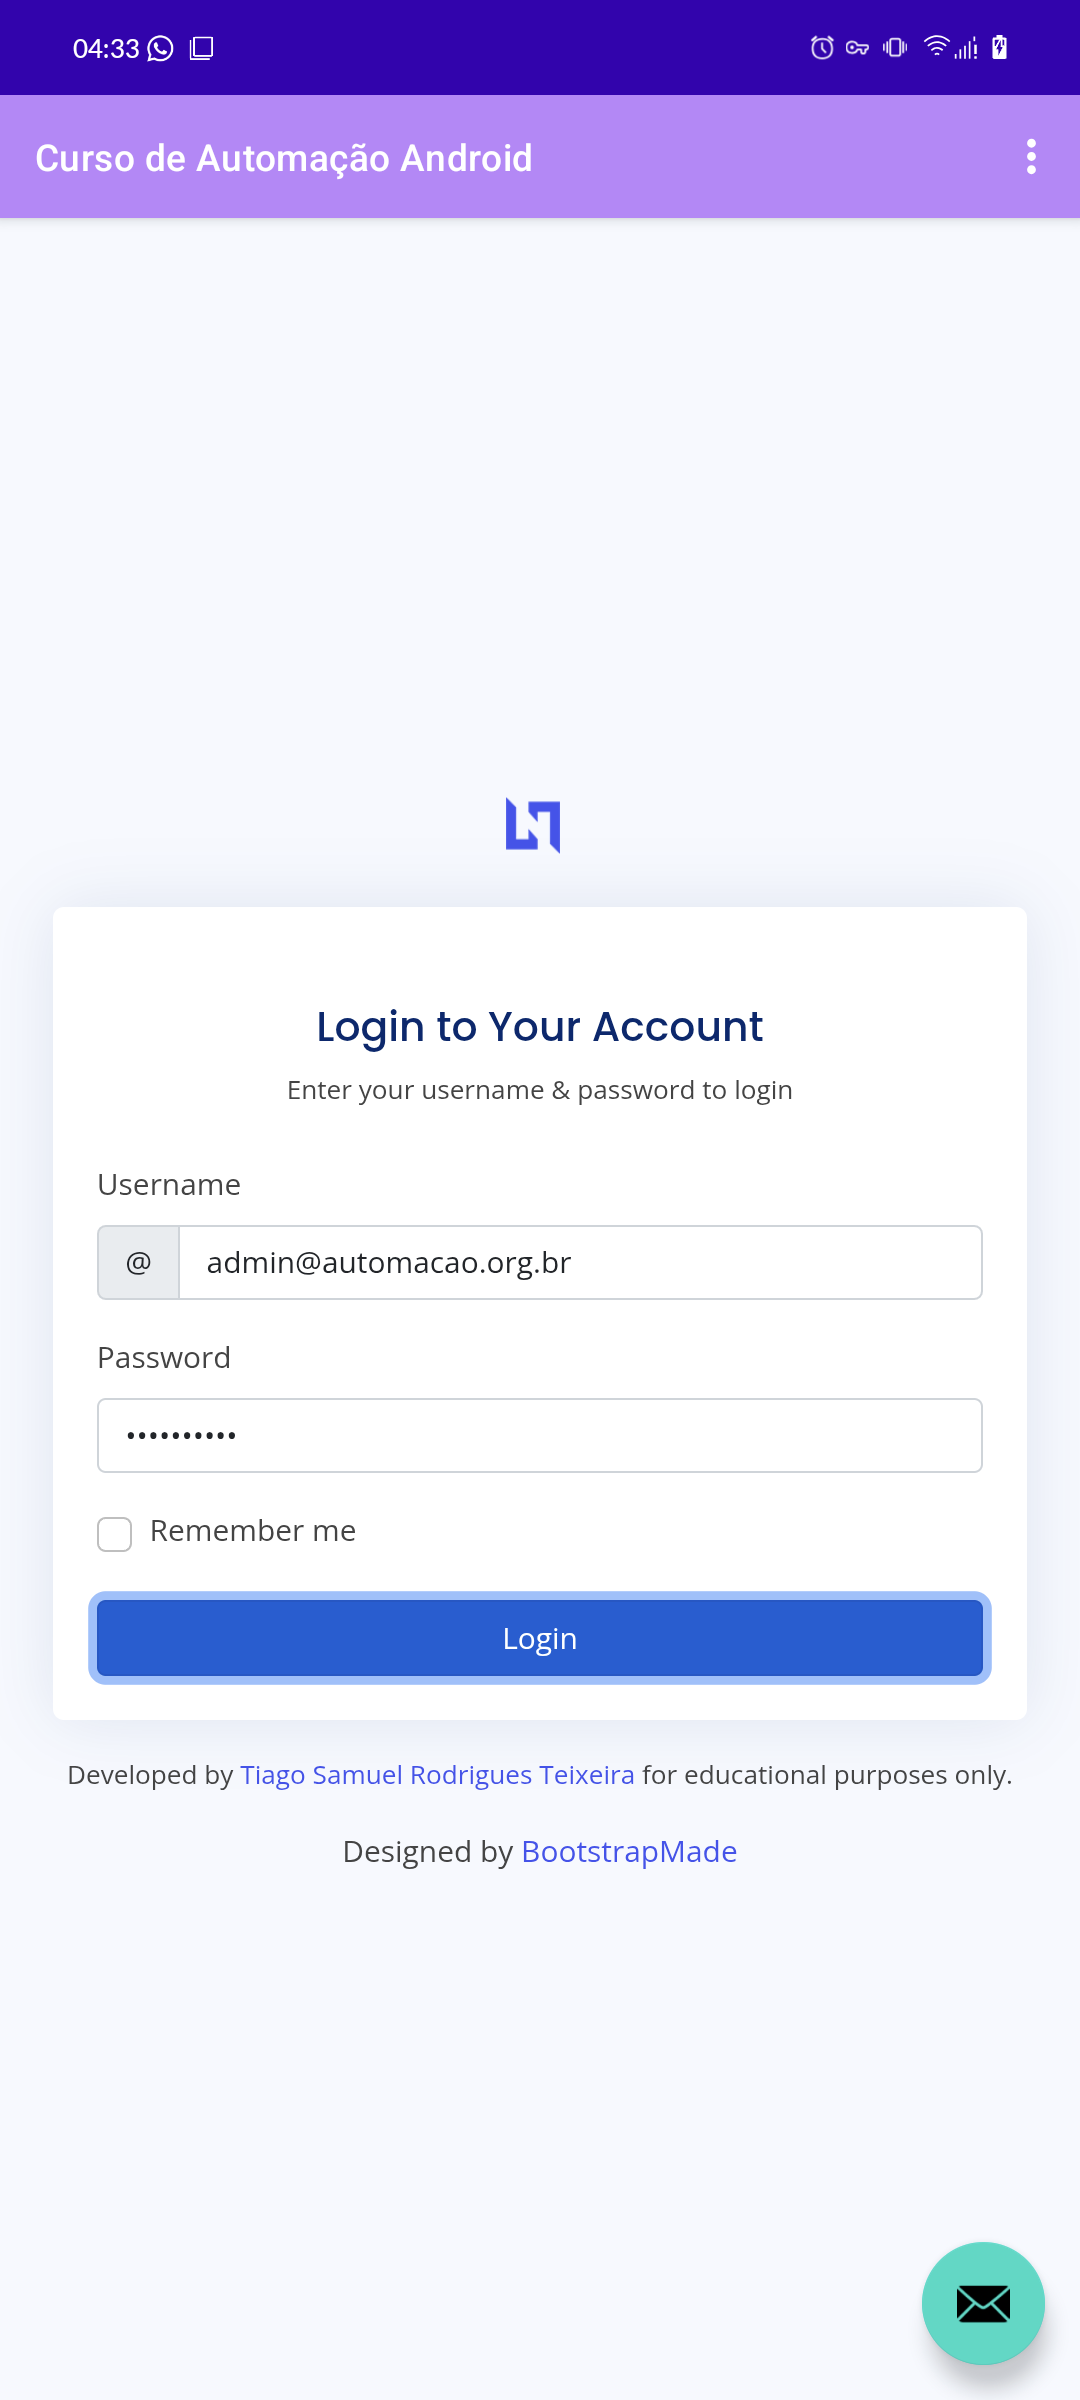 04:33
Curso de Automação Android
Login to Your Account
Enter your username & password to login
Username
@ admin@automacao.org.br
Password
••••••••••
Remember me
Login
Developed by Tiago Samuel Rodrigues Teixeira for educational purposes only.
Designed by BootstrapMade